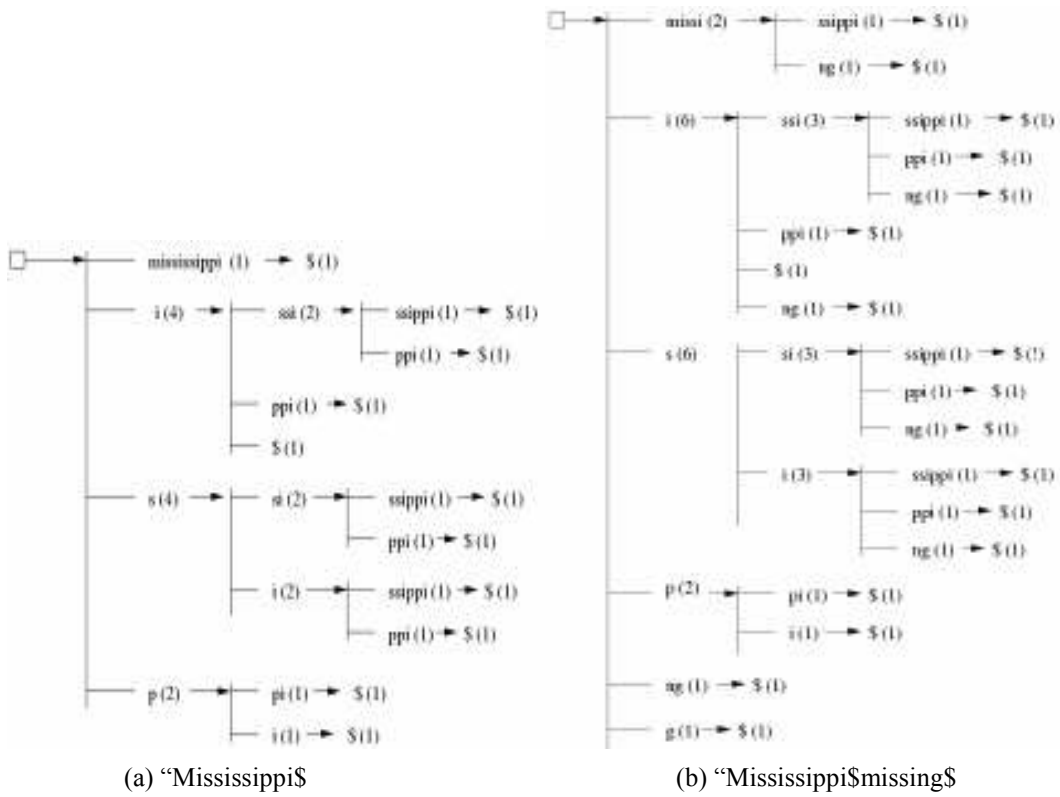 mississippi (1) $ (1)
i (4) ssi (2) ssippi (1) $ (1)
ppi (1) $ (1)
ppi (1) $ (1)
$ (1)
s (4) si (2) ssippi (1) $ (1)
ppi (1) $ (1)
i (2) ssippi (1) $ (1)
ppi (1) $ (1)
p (2) pi (1) $ (1)
i (1) $ (1)
(a) “Mississippi$
missi (2) ssippi (1) $ (1)
ng (1) $ (1)
i (6) ssi (3) ssippi (1) $ (1)
ppi (1) $ (1)
ng (1) $ (1)
ppi (1) $ (1)
$ (1)
ng (1) $ (1)
s (6) si (3) ssippi (1) $ (!)
ppi (1) $ (1)
ng (1) $ (1)
i (3) ssippi (1) $ (1)
ppi (1) $ (1)
ng (1) $ (1)
p (2) pi (1) $ (1)
i (1) $ (1)
ng (1) $ (1)
g (1) $ (1)
(b) “Mississippi$missing$